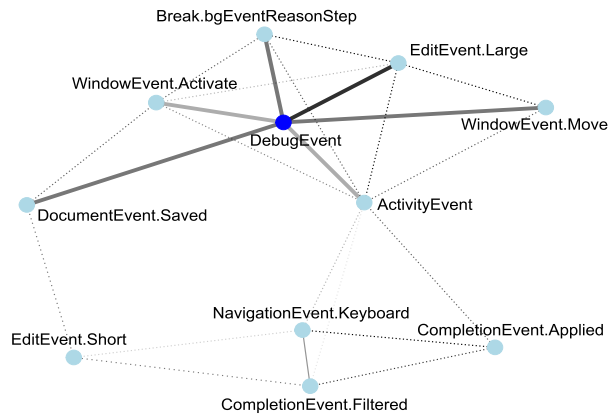 Break.bgEventReasonStep
EditEvent.Large
WindowEvent.Activate
WindowEvent.Move
DebugEvent
DocumentEvent.Saved
ActivityEvent
NavigationEvent.Keyboard
CompletionEvent.Applied
EditEvent.Short
CompletionEvent.Filtered